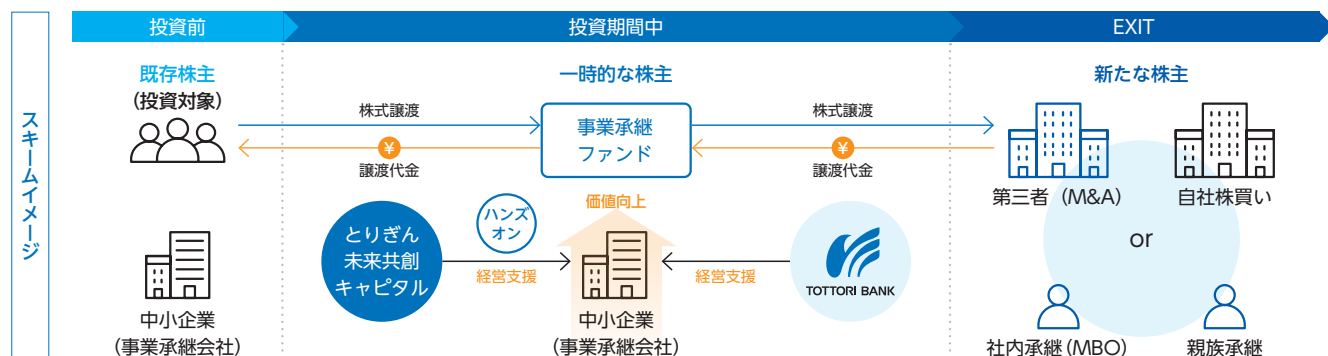 スキームイメージ
投資前
投資期間中
EXIT
既存株主
(投資対象)
一時的な株主
新たな株主
株式譲渡
¥
譲渡代金
事業承継
ファンド
株式譲渡
¥
譲渡代金
第三者(M&A)
自社株買い
or
社内承継(MBO)
親族承継
とりぎん
未来共創
キャピタル
ハンズ
オン
経営支援
価値向上
経営支援
TOTTORI BANK
中小企業
(事業承継会社)
中小企業
(事業承継会社)